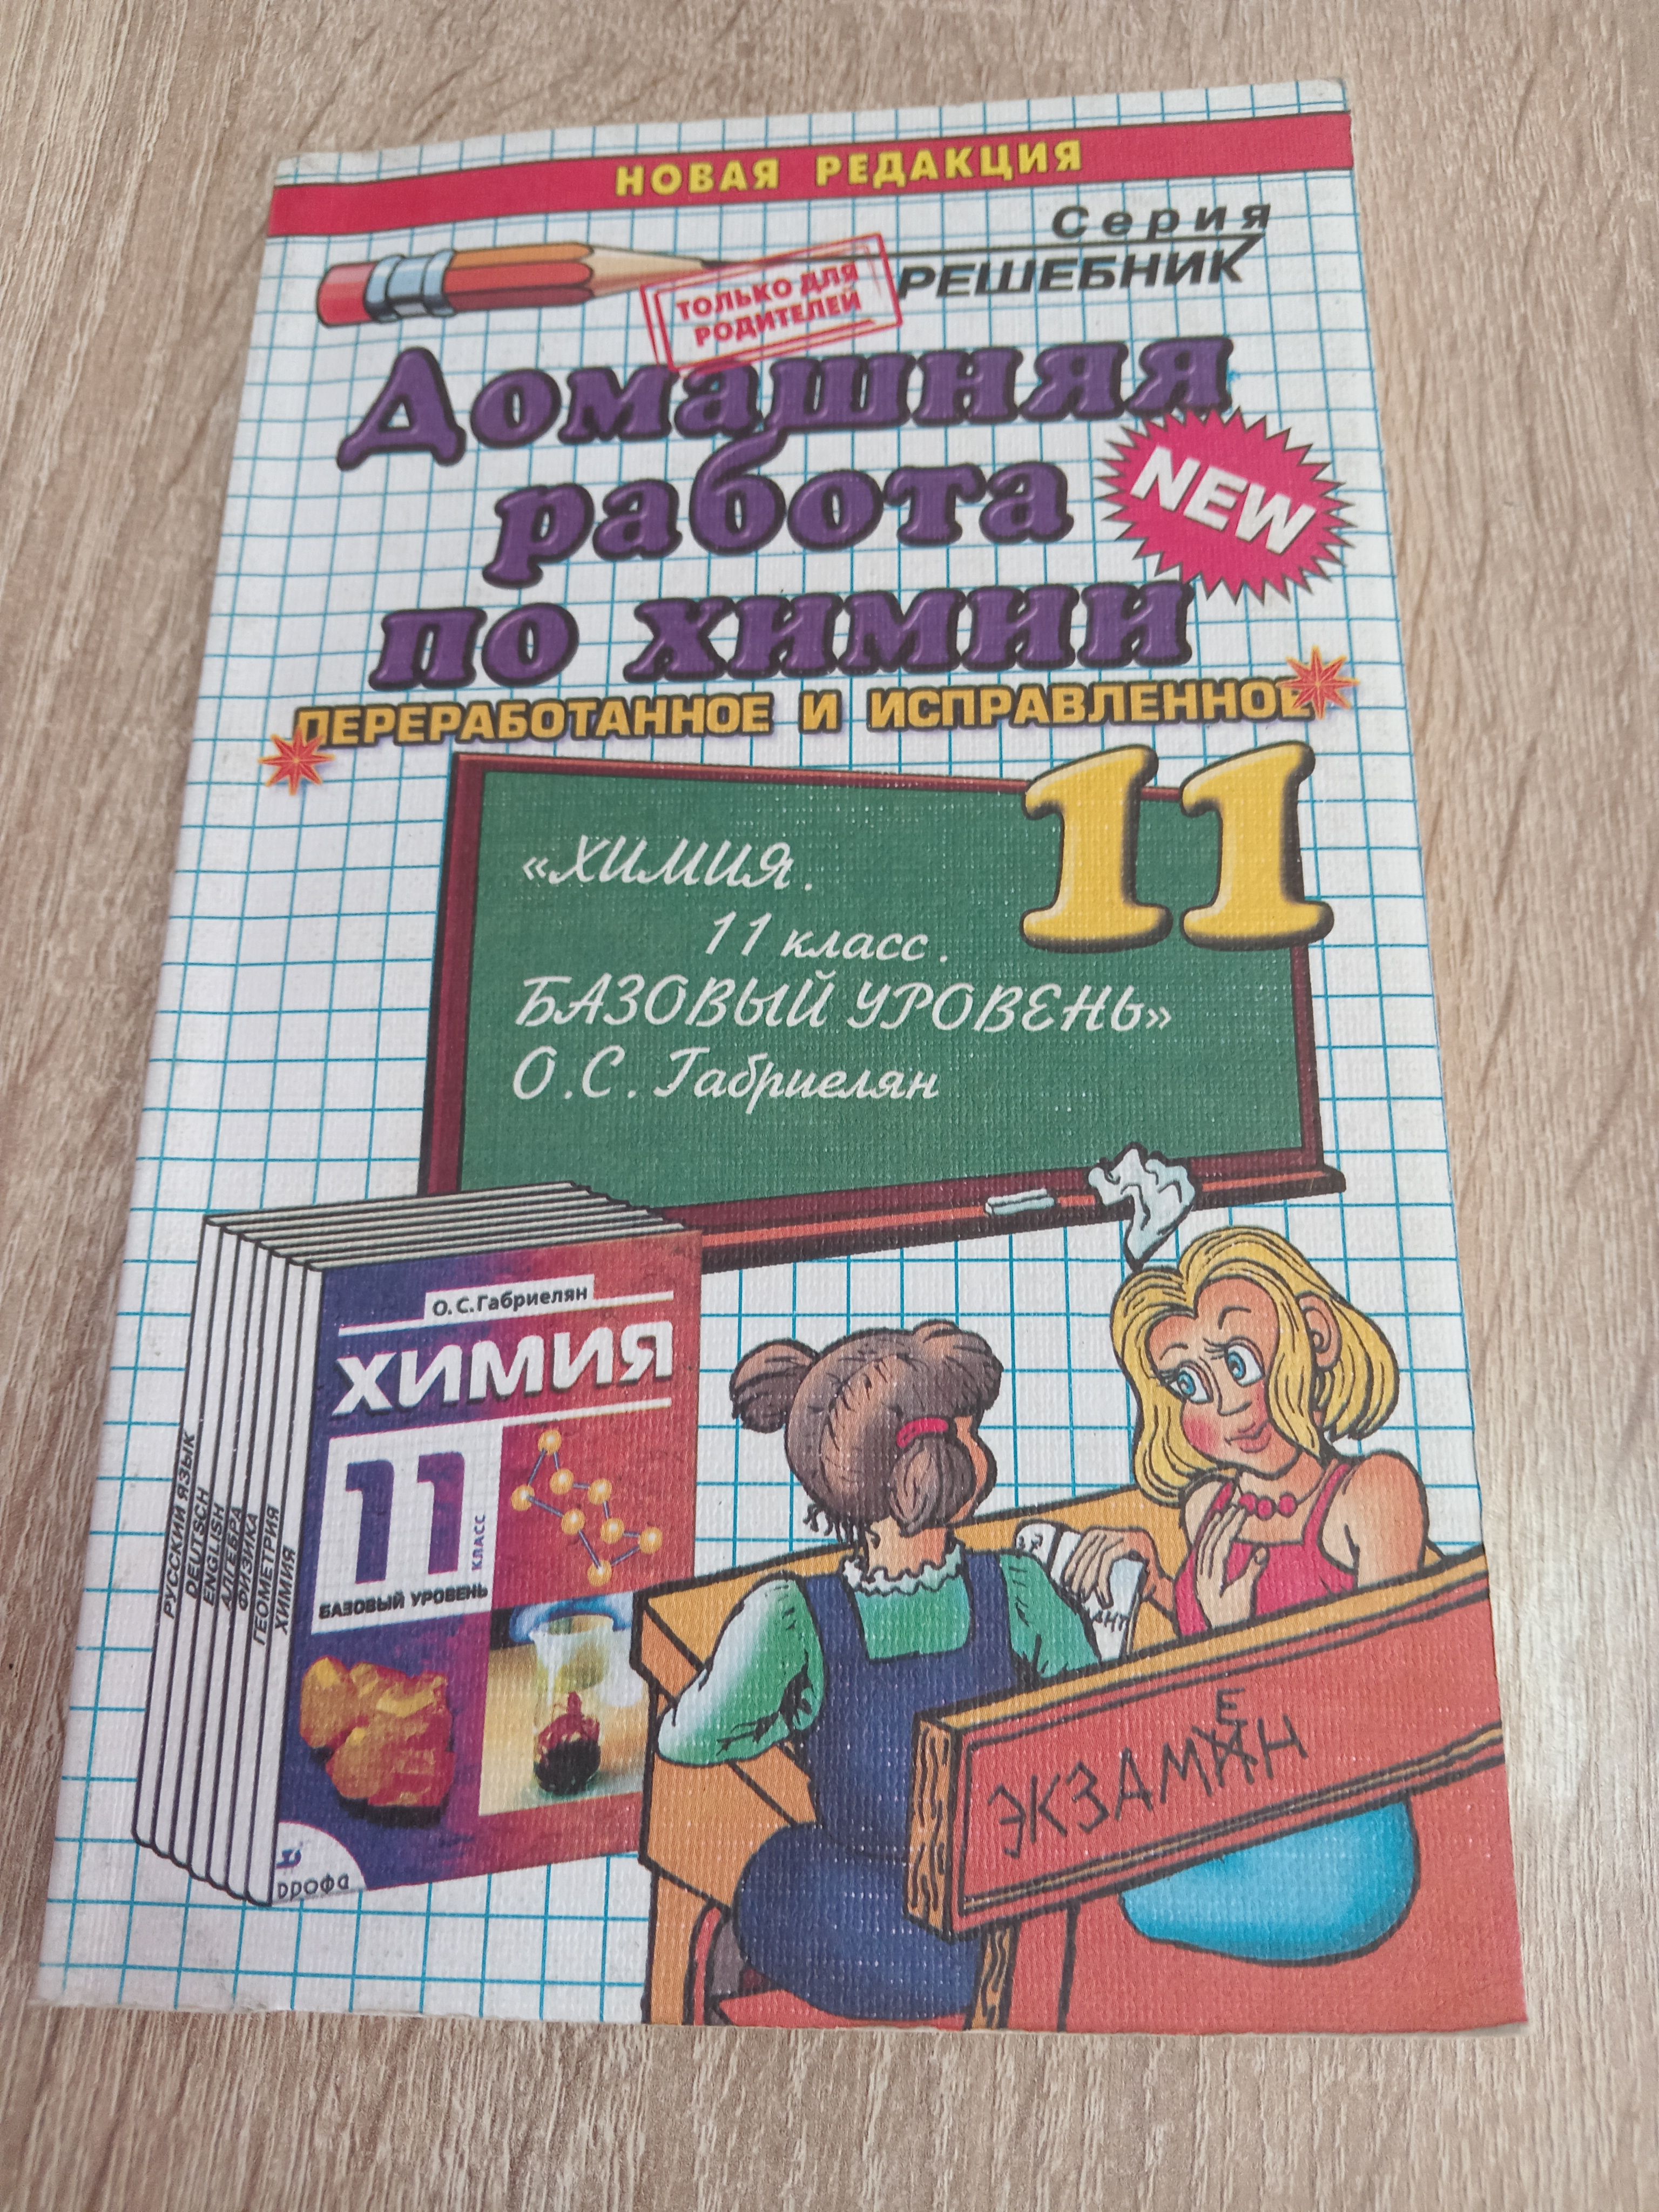 НОВАЯ РЕДАКЦИЯ
Серия
РЕШЕБНИК
ТОЛЬКО ДЛЯ
РОДИТЕЛЕЙ
Домашняя
работа
по химии
NEW
ПЕРЕРАБОТАННОЕ И ИСПРАВЛЕННОЕ
11
«ХИМИЯ.
11 класс.
БАЗОВЫЙ УРОВЕНЬ»
О.С. Габриелян
О.С.Габриелян
ХИМИЯ
11
КЛАСС
БАЗОВЫЙ УРОВЕНЬ
РУССКИЙ ЯЗЫК
DEUTSCH
ENGLISH
АЛГЕБРА
ФИЗИКА
ГЕОМЕТРИЯ
ХИМИЯ
дрофа
Е
ЭКЗАМИН